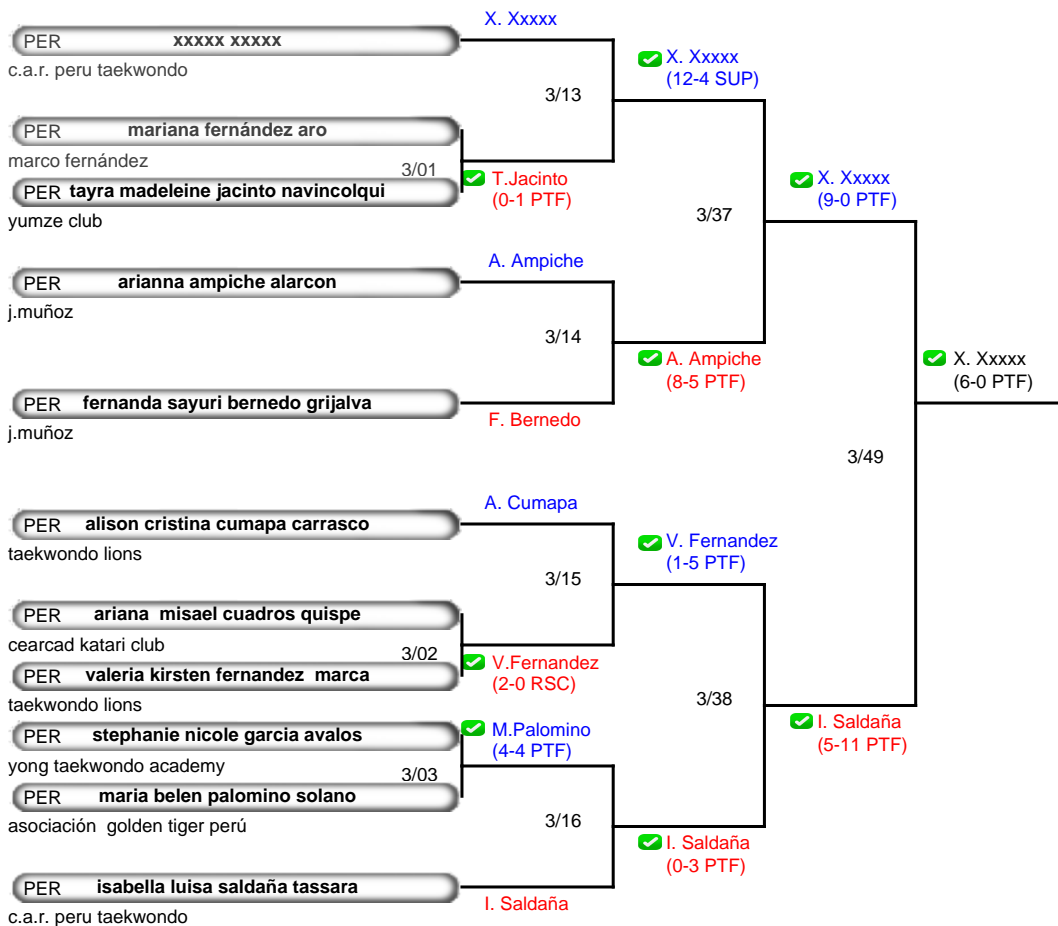 X. Xxxxx
PER xxxxx xxxxx
c.a.r. peru taekwondo
X. Xxxxx
(12-4 SUP)
3/13
PER mariana fernández aro
marco fernández
3/01
T.Jacinto
(0-1 PTF)
PER tayra madeleine jacinto navincolqui
yumze club
X. Xxxxx
(9-0 PTF)
3/37
A. Ampiche
PER arianna ampiche alarcon
j.muñoz
3/14
A. Ampiche
(8-5 PTF)
X. Xxxxx
(6-0 PTF)
PER fernanda sayuri bernedo grijalva
F. Bernedo
j.muñoz
3/49
A. Cumapa
PER alison cristina cumapa carrasco
taekwondo lions
V. Fernandez
(1-5 PTF)
3/15
PER ariana  misael cuadros quispe
cearcad katari club
3/02
V.Fernandez
(2-0 RSC)
PER valeria kirsten fernandez  marca
taekwondo lions
3/38
I. Saldaña
(5-11 PTF)
PER stephanie nicole garcia avalos
M.Palomino
(4-4 PTF)
yong taekwondo academy
3/03
PER maria belen palomino solano
asociación  golden tiger perú
3/16
I. Saldaña
(0-3 PTF)
PER isabella luisa saldaña tassara
I. Saldaña
c.a.r. peru taekwondo